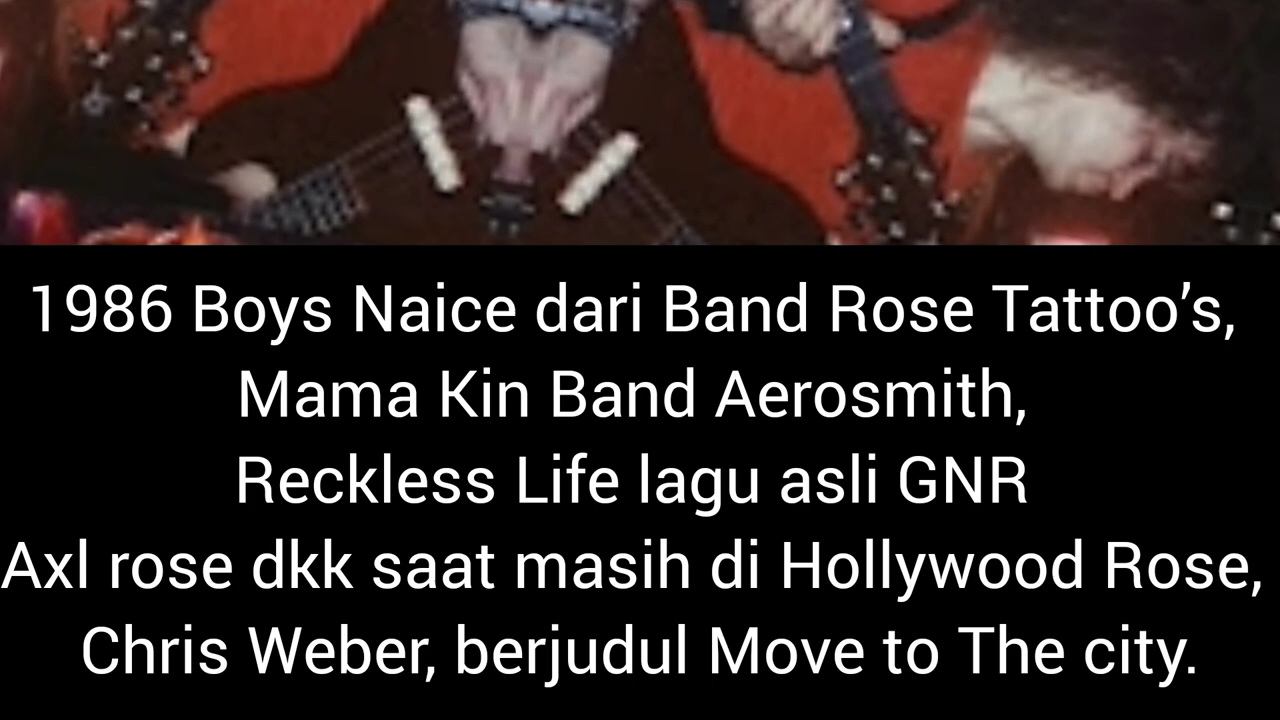 1986 Boys Naice dari Band Rose Tattoo’s,
Mama Kin Band Aerosmith,
Reckless Life lagu asli GNR
Axl rose dkk saat masih di Hollywood Rose,
Chris Weber, berjudul Move to The city.